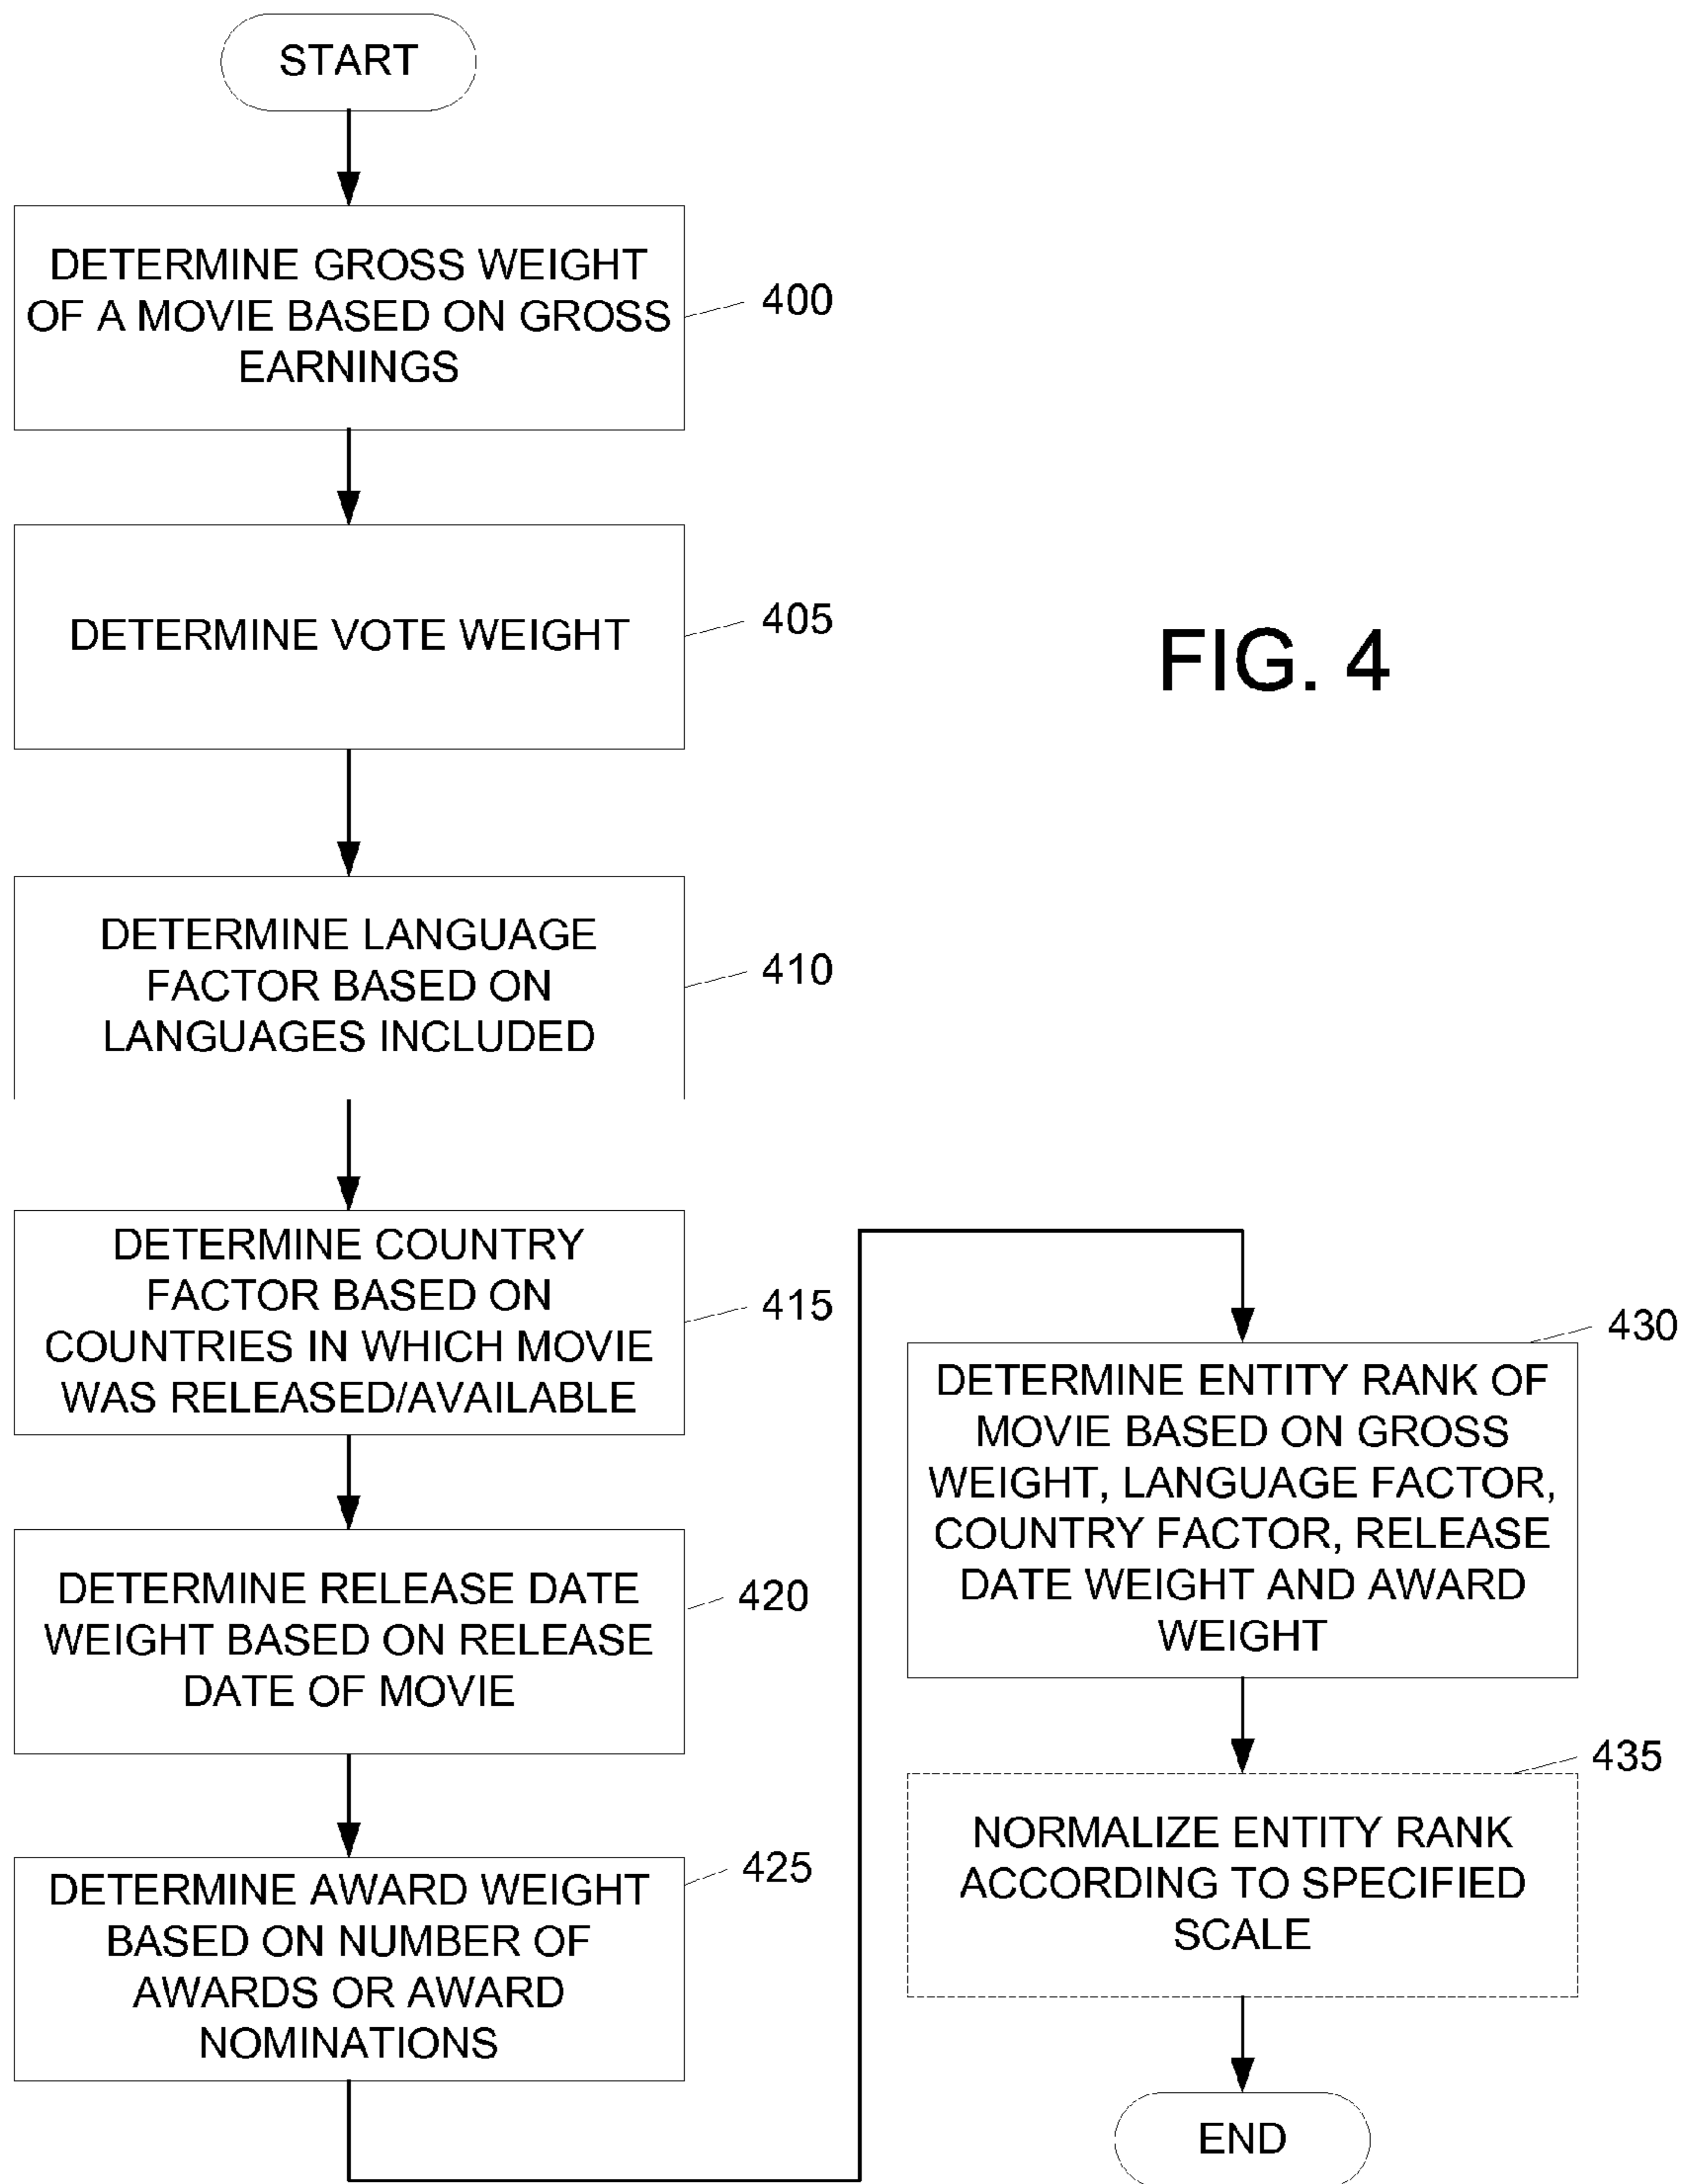 START
DETERMINE GROSS WEIGHT
OF A MOVIE BASED ON GROSS
EARNINGS
400
DETERMINE VOTE WEIGHT
405
FIG. 4
DETERMINE LANGUAGE
FACTOR BASED ON
LANGUAGES INCLUDED
410
DETERMINE COUNTRY
FACTOR BASED ON
COUNTRIES IN WHICH MOVIE
WAS RELEASED/AVAILABLE
415
DETERMINE RELEASE DATE
WEIGHT BASED ON RELEASE
DATE OF MOVIE
420
DETERMINE AWARD WEIGHT
BASED ON NUMBER OF
AWARDS OR AWARD
NOMINATIONS
425
430
DETERMINE ENTITY RANK OF
MOVIE BASED ON GROSS
WEIGHT, LANGUAGE FACTOR,
COUNTRY FACTOR, RELEASE
DATE WEIGHT AND AWARD
WEIGHT
435
NORMALIZE ENTITY RANK
ACCORDING TO SPECIFIED
SCALE
END